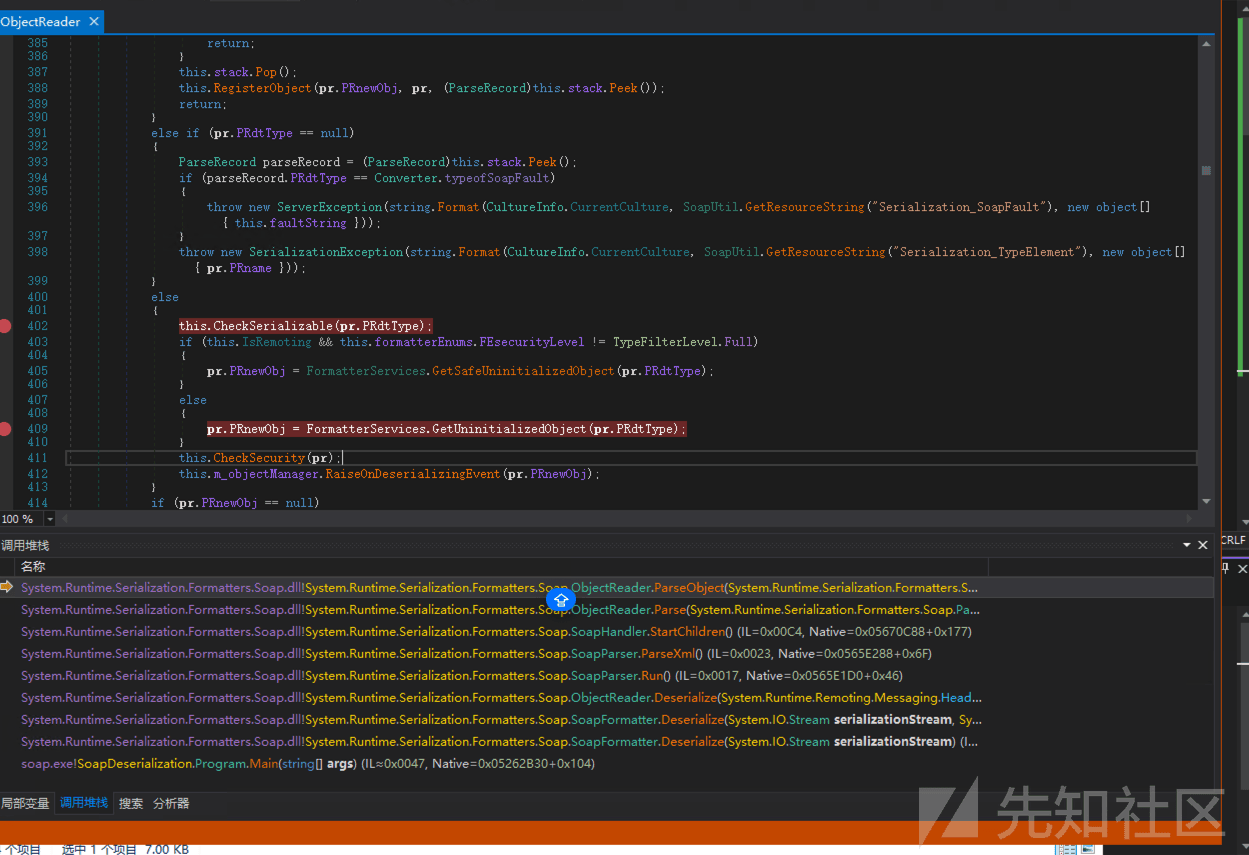 ObjectReader ×
385 return;
386 }
387 this.stack.Pop();
388 this.RegisterObject(pr.PRnewObj, pr, (ParseRecord)this.stack.Peek());
389 return;
390 }
391 else if (pr.PRdtType == null)
392 {
393 ParseRecord parseRecord = (ParseRecord)this.stack.Peek();
394 if (parseRecord.PRdtType == Converter.typeofSoapFault)
395 {
396 throw new ServerException(string.Format(CultureInfo.CurrentCulture, SoapUtil.GetResourceString("Serialization_SoapFault"), new object[]
{ this.faultString }));
397 }
398 throw new SerializationException(string.Format(CultureInfo.CurrentCulture, SoapUtil.GetResourceString("Serialization_TypeElement"), new object[]
{ pr.PRname }));
399 }
400 else
401 {
402 this.CheckSerializable(pr.PRdtType);
403 if (this.IsRemoting && this.formatterEnums.FEsecurityLevel != TypeFilterLevel.Full)
404 {
405 pr.PRnewObj = FormatterServices.GetSafeUninitializedObject(pr.PRdtType);
406 }
407 else
408 {
409 pr.PRnewObj = FormatterServices.GetUninitializedObject(pr.PRdtType);
410 }
411 this.CheckSecurity(pr);
412 this.m_objectManager.RaiseOnDeserializingEvent(pr.PRnewObj);
413 }
414 if (pr.PRnewObj == null)
100 %
CRLF
调用堆栈
名称
System.Runtime.Serialization.Formatters.Soap.dll!System.Runtime.Serialization.Formatters.Soap.ObjectReader.ParseObject(System.Runtime.Serialization.Formatters.S...
System.Runtime.Serialization.Formatters.Soap.dll!System.Runtime.Serialization.Formatters.Soap.ObjectReader.Parse(System.Runtime.Serialization.Formatters.Soap.Pa...
System.Runtime.Serialization.Formatters.Soap.dll!System.Runtime.Serialization.Formatters.Soap.SoapHandler.StartChildren() (IL=0x00C4, Native=0x05670C88+0x177)
System.Runtime.Serialization.Formatters.Soap.dll!System.Runtime.Serialization.Formatters.Soap.SoapParser.ParseXml() (IL=0x0023, Native=0x0565E288+0x6F)
System.Runtime.Serialization.Formatters.Soap.dll!System.Runtime.Serialization.Formatters.Soap.SoapParser.Run() (IL=0x0017, Native=0x0565E1D0+0x46)
System.Runtime.Serialization.Formatters.Soap.dll!System.Runtime.Serialization.Formatters.Soap.ObjectReader.Deserialize(System.Runtime.Remoting.Messaging.Head...
System.Runtime.Serialization.Formatters.Soap.dll!System.Runtime.Serialization.Formatters.Soap.SoapFormatter.Deserialize(System.IO.Stream serializationStream, Sy...
System.Runtime.Serialization.Formatters.Soap.dll!System.Runtime.Serialization.Formatters.Soap.SoapFormatter.Deserialize(System.IO.Stream serializationStream) (I...
soap.exe!SoapDeserialization.Program.Main(string[] args) (IL≈0x0047, Native=0x05262B30+0x104)
局部变量 调用堆栈 搜索 分析器
先知社区
个项目 选中 1 个项目 7.00 KB